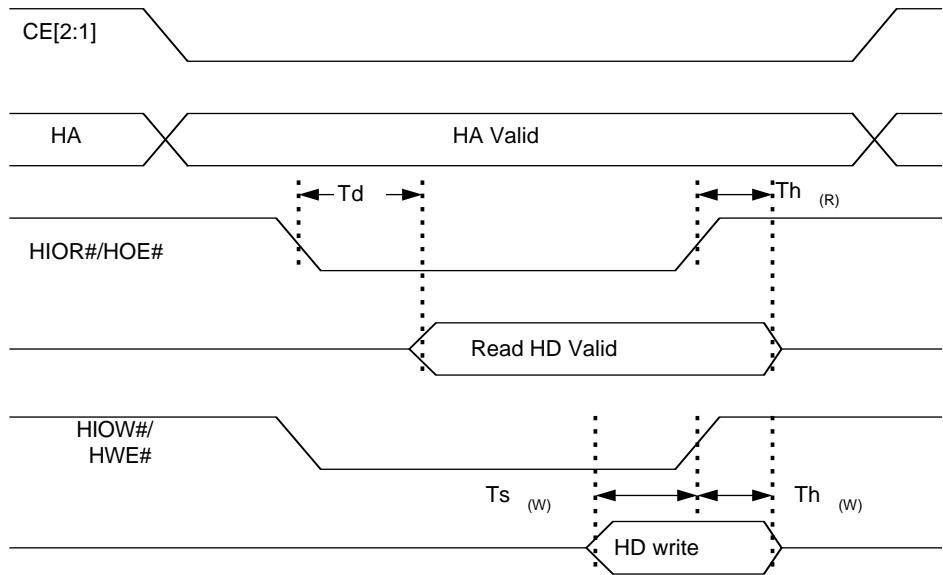 CE[2:1]
HA
HA Valid
Td
Th (R)
HIOR#/HOE#
Read HD Valid
HIOW#/
HWE#
Ts (W)
Th (W)
HD write